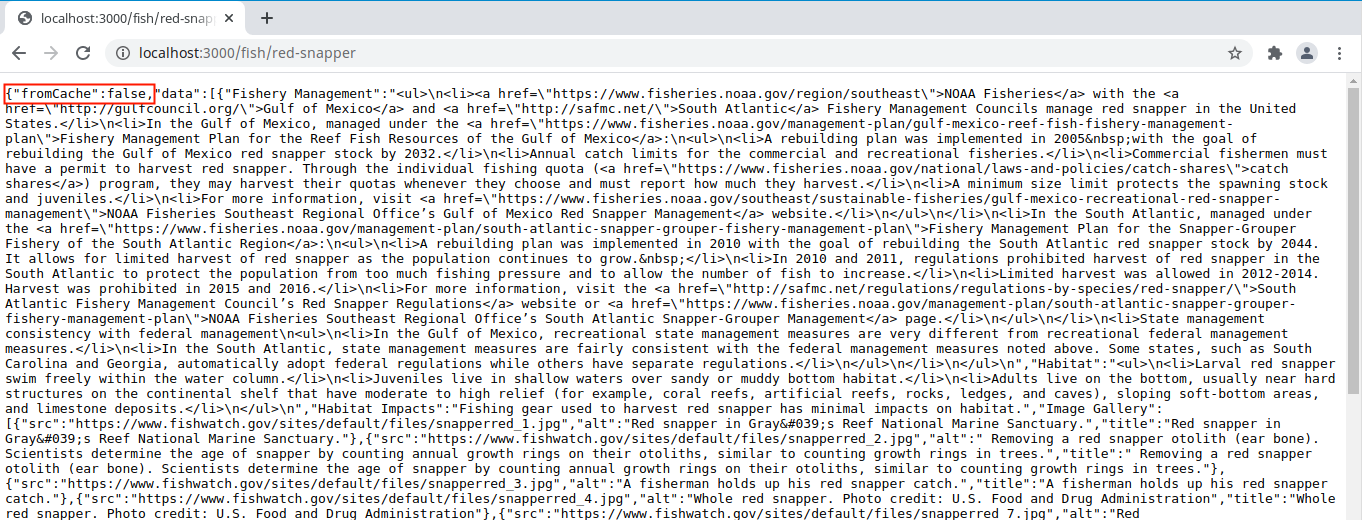 localhost:3000/fish/red-snapp
localhost:3000/fish/red-snapper
{"fromCache":false,"data":[{"Fishery Management":"<ul>\n<li><a href=\"https://www.fisheries.noaa.gov/region/southeast\">NOAA Fisheries</a> with the <a
href=\"http://gulfcouncil.org/\">Gulf of Mexico</a> and <a href=\"http://safmc.net/\">South Atlantic</a> Fishery Management Councils manage red snapper in the United
States.</li>\n<li>In the Gulf of Mexico, managed under the <a href=\"https://www.fisheries.noaa.gov/management-plan/gulf-mexico-reef-fish-fishery-management-
plan\">Fishery Management Plan for the Reef Fish Resources of the Gulf of Mexico</a>:\n<ul>\n<li>A rebuilding plan was implemented in 2005&nbsp;with the goal of
rebuilding the Gulf of Mexico red snapper stock by 2032.</li>\n<li>Annual catch limits for the commercial and recreational fisheries.</li>\n<li>Commercial fishermen must
have a permit to harvest red snapper. Through the individual fishing quota (<a href=\"https://www.fisheries.noaa.gov/national/laws-and-policies/catch-shares\">catch
shares</a>) program, they may harvest their quotas whenever they choose and must report how much they harvest.</li>\n<li>A minimum size limit protects the spawning stock
and juveniles.</li>\n<li>For more information, visit <a href=\"https://www.fisheries.noaa.gov/southeast/sustainable-fisheries/gulf-mexico-recreational-red-snapper-
management\">NOAA Fisheries Southeast Regional Office’s Gulf of Mexico Red Snapper Management</a> website.</li>\n</ul>\n</li>\n<li>In the South Atlantic, managed under
the <a href=\"https://www.fisheries.noaa.gov/management-plan/south-atlantic-snapper-grouper-fishery-management-plan\">Fishery Management Plan for the Snapper-Grouper
Fishery of the South Atlantic Region</a>:\n<ul>\n<li>A rebuilding plan was implemented in 2010 with the goal of rebuilding the South Atlantic red snapper stock by 2044.
It allows for limited harvest of red snapper as the population continues to grow.&nbsp;</li>\n<li>In 2010 and 2011, regulations prohibited harvest of red snapper in the
South Atlantic to protect the population from too much fishing pressure and to allow the number of fish to increase.</li>\n<li>Limited harvest was allowed in 2012-2014.
Harvest was prohibited in 2015 and 2016.</li>\n<li>For more information, visit the <a href=\"http://safmc.net/regulations/regulations-by-species/red-snapper/\">South
Atlantic Fishery Management Council’s Red Snapper Regulations</a> website or <a href=\"https://www.fisheries.noaa.gov/management-plan/south-atlantic-snapper-grouper-
fishery-management-plan\">NOAA Fisheries Southeast Regional Office’s South Atlantic Snapper-Grouper Management</a> page.</li>\n</ul>\n</li>\n<li>State management
consistency with federal management\n<ul>\n<li>In the Gulf of Mexico, recreational state management measures are very different from recreational federal management
measures.</li>\n<li>In the South Atlantic, state management measures are fairly consistent with the federal management measures noted above. Some states, such as South
Carolina and Georgia, automatically adopt federal regulations while others have separate regulations.</li>\n</ul>\n</li>\n</ul>\n","Habitat":"<ul>\n<li>Larval red snapper
swim freely within the water column.</li>\n<li>Juveniles live in shallow waters over sandy or muddy bottom habitat.</li>\n<li>Adults live on the bottom, usually near hard
structures on the continental shelf that have moderate to high relief (for example, coral reefs, artificial reefs, rocks, ledges, and caves), sloping soft-bottom areas,
and limestone deposits.</li>\n</ul>\n","Habitat Impacts":"Fishing gear used to harvest red snapper has minimal impacts on habitat.","Image Gallery":
[{"src":"https://www.fishwatch.gov/sites/default/files/snapperred_1.jpg","alt":"Red snapper in Gray&#039;s Reef National Marine Sanctuary.","title":"Red snapper in
Gray&#039;s Reef National Marine Sanctuary."},{"src":"https://www.fishwatch.gov/sites/default/files/snapperred_2.jpg","alt":" Removing a red snapper otolith (ear bone).
Scientists determine the age of snapper by counting annual growth rings on their otoliths, similar to counting growth rings in trees.","title":" Removing a red snapper
otolith (ear bone). Scientists determine the age of snapper by counting annual growth rings on their otoliths, similar to counting growth rings in trees."},
{"src":"https://www.fishwatch.gov/sites/default/files/snapperred_3.jpg","alt":"A fisherman holds up his red snapper catch.","title":"A fisherman holds up his red snapper
catch."},{"src":"https://www.fishwatch.gov/sites/default/files/snapperred_4.jpg","alt":"Whole red snapper. Photo credit: U.S. Food and Drug Administration","title":"Whole
red snapper. Photo credit: U.S. Food and Drug Administration"},{"src":"https://www.fishwatch.gov/sites/default/files/snapperred_7.jpg","alt":"Red